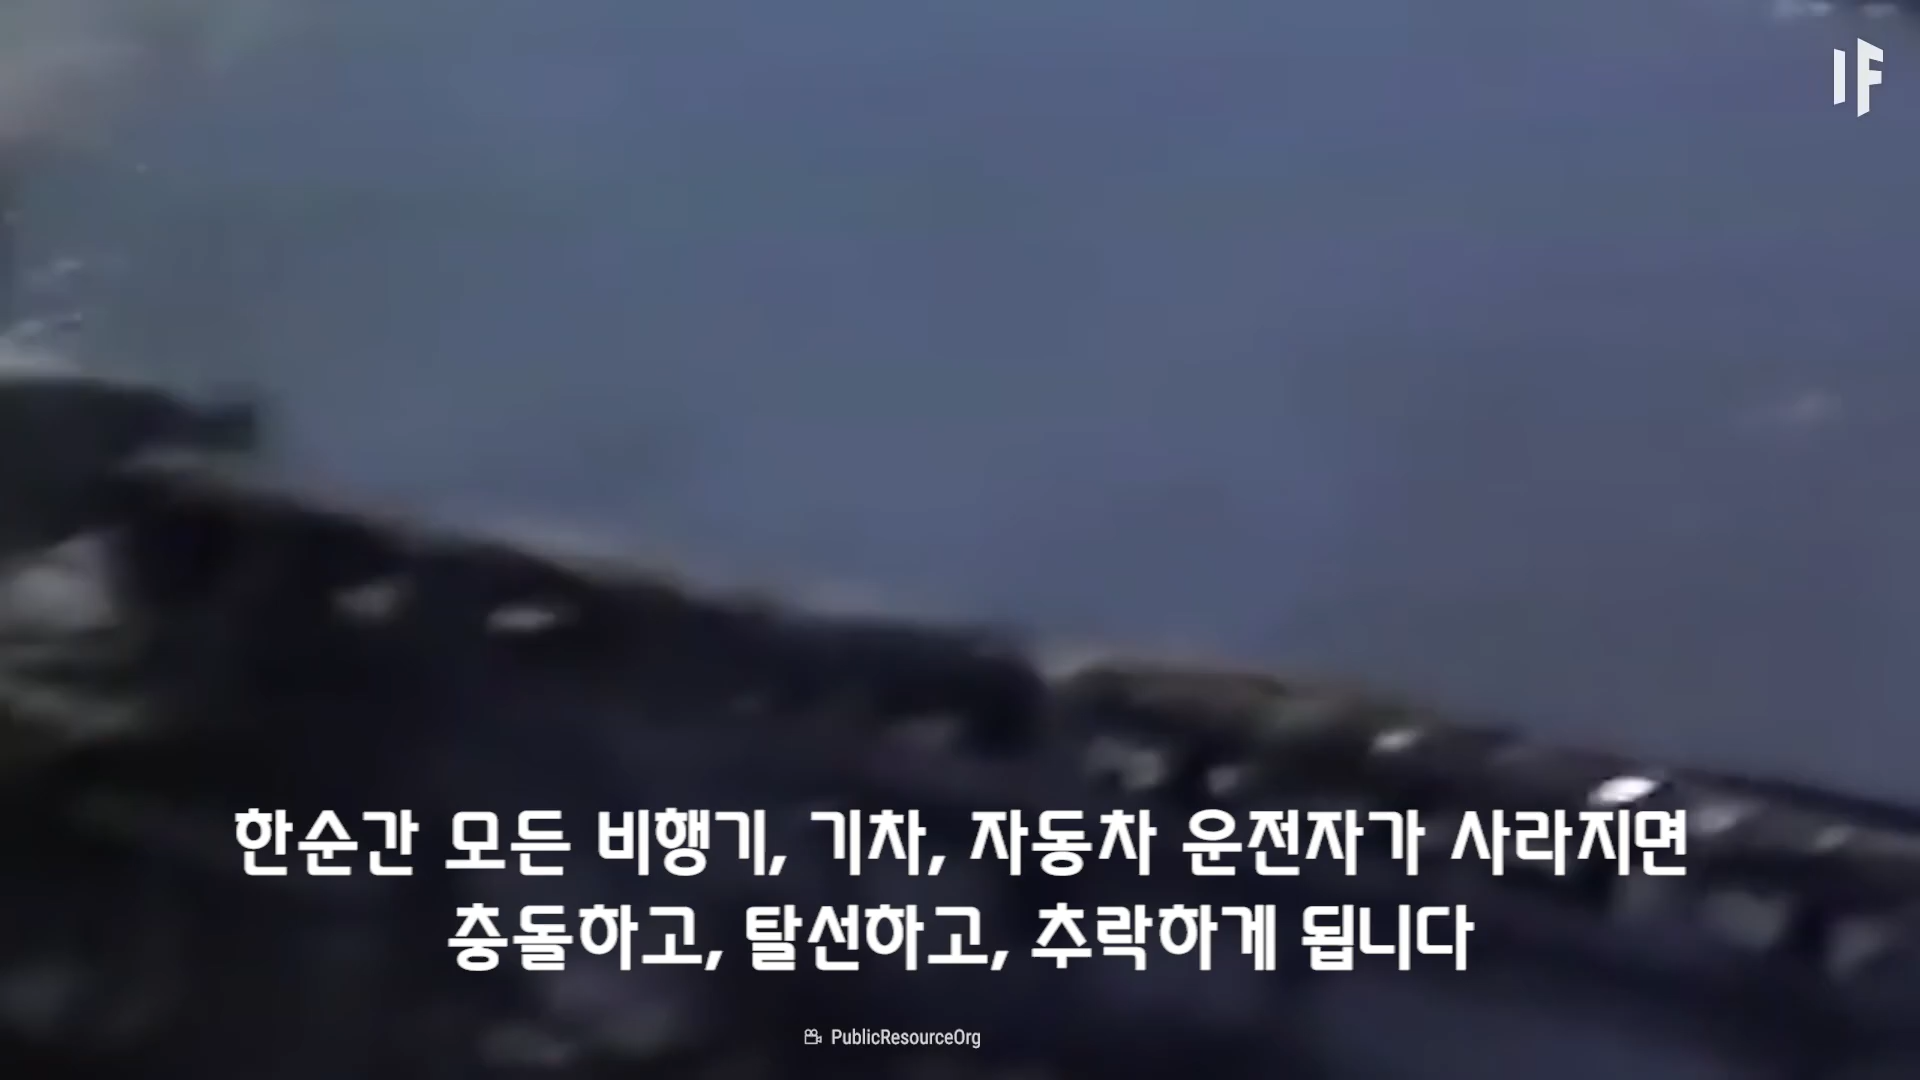 IF
한순간 모든 비행기, 기차, 자동차 운전자가 사라지면
충돌하고, 탈선하고, 추락하게 됩니다
PublicResourceOrg